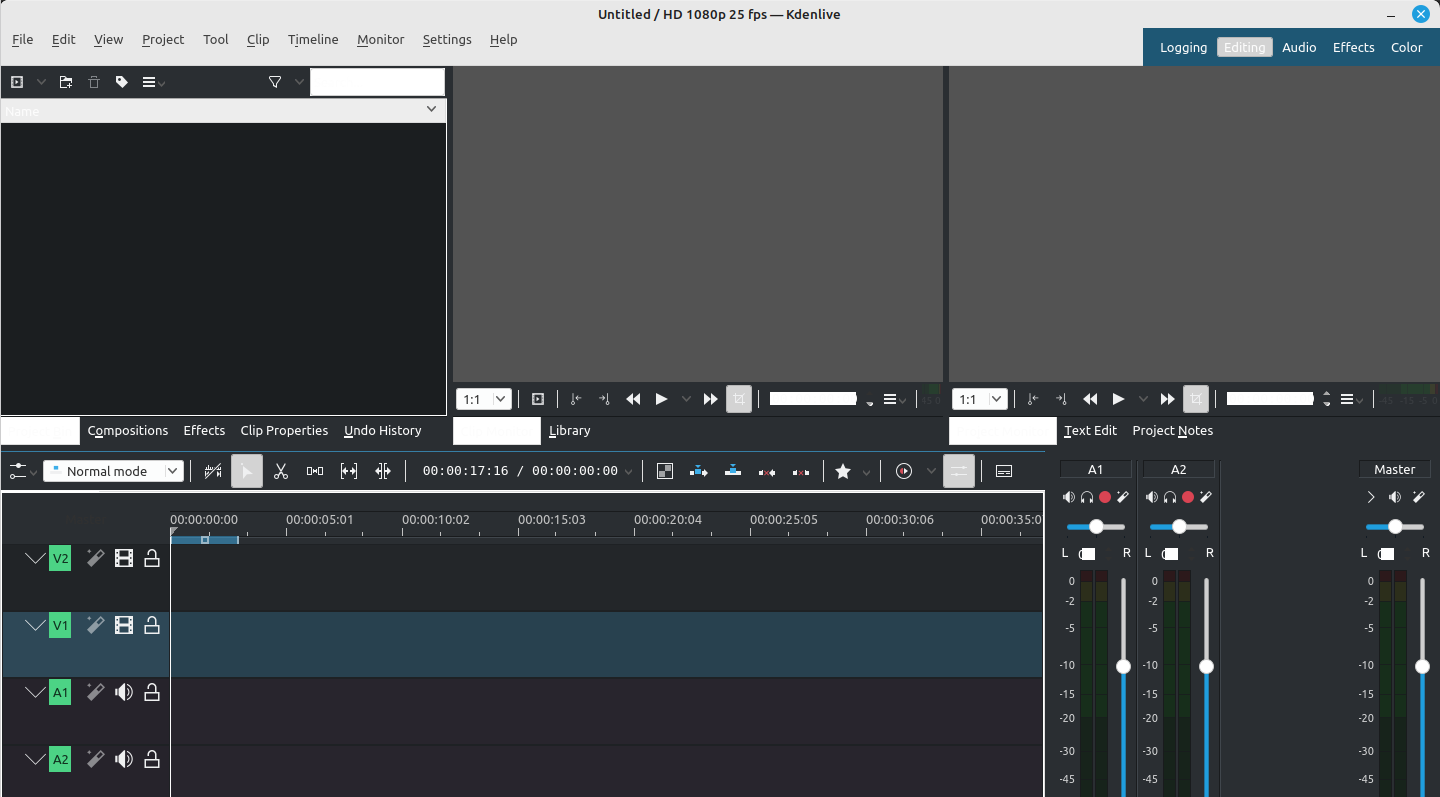 Untitled / HD 1080p 25 fps — Kdenlive
File Edit View Project Tool Clip Timeline Monitor Settings Help
Logging Editing Audio Effects Color
Name
1:1
1:1
Compositions Effects Clip Properties Undo History
Library
Text Edit Project Notes
Normal mode
00:00:17:16 / 00:00:00:00
A1 A2 Master
00:00:00:00 00:00:05:01 00:00:10:02 00:00:15:03 00:00:20:04 00:00:25:05 00:00:30:06 00:00:35:0
V2
V1
A1
A2
L R L R L R
0 0 0
-2 -2 -2
-5 -5 -5
-10 -10 -10
-15 -15 -15
-20 -20 -20
-30 -30 -30
-45 -45 -45